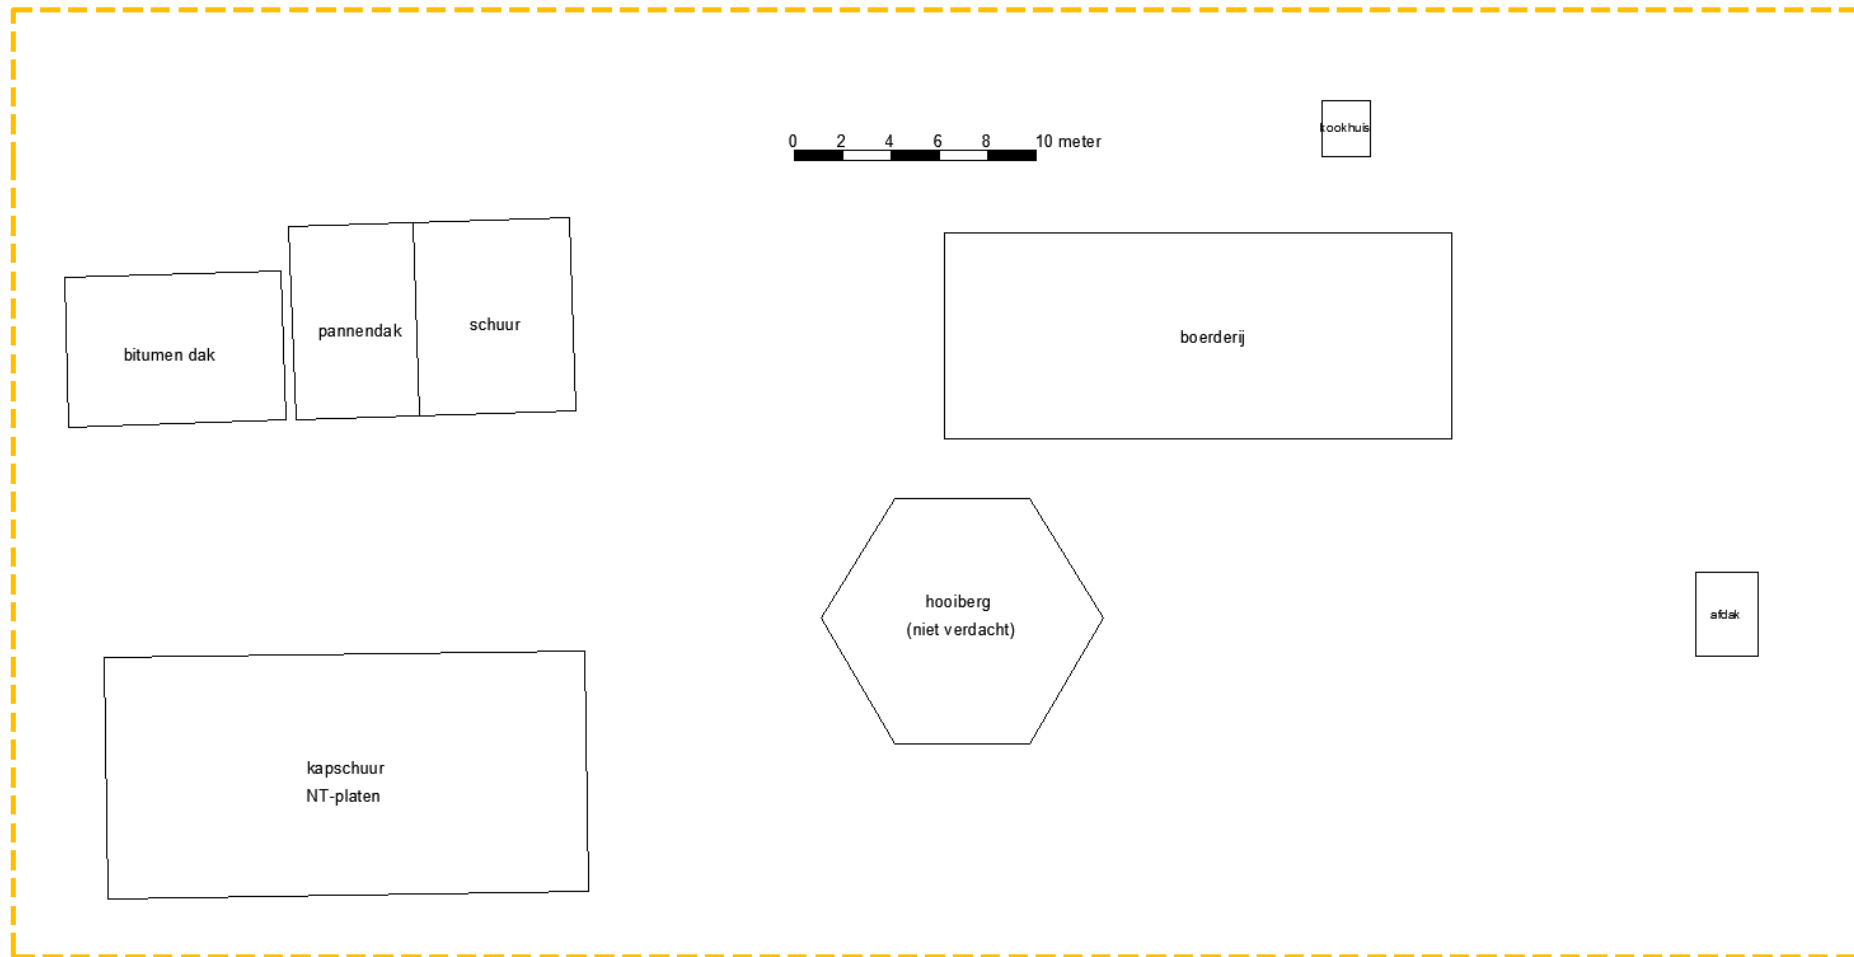 0 2 4 6 8 10 meter
kookhuis
pannendak
schuur
bitumen dak
boerderij
hooiberg
(niet verdacht)
afdak
kapschuur
NT-platen